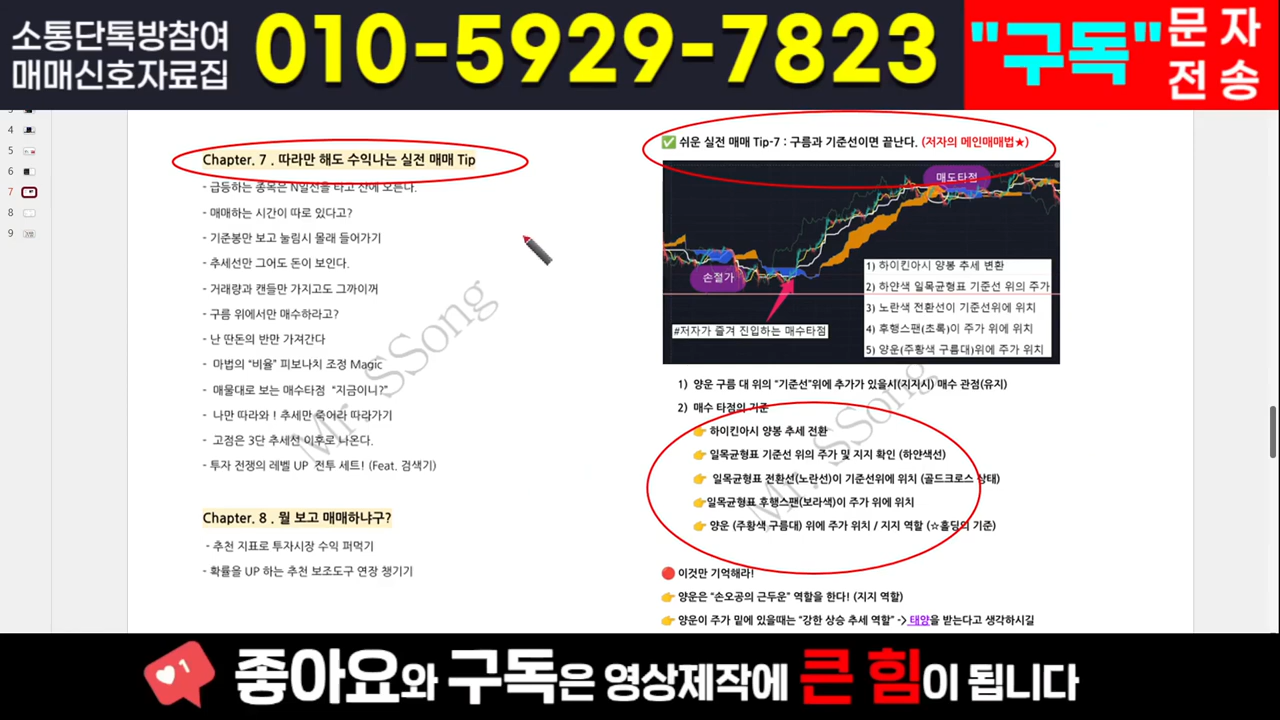 소통단톡방참여
매매신호자료집
010-5929-7823
"구독"
문자
전송
4
5
6
7
8
9
Chapter. 7 . 따라만 해도 수익나는 실전 매매 Tip
- 급등하는 종목은 N일선을 타고 산에 오른다.
- 매매하는 시간이 따로 있다고?
- 기준봉만 보고 눌림시 몰래 들어가기
- 추세선만 그어도 돈이 보인다.
- 거래량과 캔들만 가지고도 그까이꺼
- 구름 위에서만 매수하라고?
- 난 딴돈의 반만 가져간다
- 마법의 "비율" 피보나치 조정 Magic
- 매물대로 보는 매수타점 "지금이니?"
- 나만 따라와 ! 추세만 죽어라 따라가기
- 고점은 3단 추세선 이후로 나온다.
- 투자 전쟁의 레벨 UP 전투 세트! (Feat. 검색기)
Chapter. 8 . 뭘 보고 매매하냐구?
- 추천 지표로 투자시장 수익 퍼먹기
- 확률을 UP 하는 추천 보조도구 연장 챙기기
Mr. SSong
✅ 쉬운 실전 매매 Tip-7 : 구름과 기준선이면 끝난다. (저자의 메인매매법★)
매도타점
손절가
#저자가 즐겨 진입하는 매수타점
1) 하이킨아시 양봉 추세 변환
2) 하얀색 일목균형표 기준선 위의 주가
3) 노란색 전환선이 기준선위에 위치
4) 후행스팬(초록)이 주가 위에 위치
5) 양운(주황색 구름대)위에 주가 위치
1) 양운 구름 대 위의 "기준선"위에 추가가 있을시(지지시) 매수 관점(유지)
2) 매수 타점의 기준
👉 하이킨아시 양봉 추세 전환
👉 일목균형표 기준선 위의 주가 및 지지 확인 (하얀색선)
👉 일목균형표 전환선(노란선)이 기준선위에 위치 (골드크로스 상태)
👉일목균형표 후행스팬(보라색)이 주가 위에 위치
👉 양운 (주황색 구름대) 위에 주가 위치 / 지지 역할 (☆홀딩의 기준)
Mr. SSong
🔴 이것만 기억해라!
👉 양운은 "손오공의 근두운" 역할을 한다! (지지 역할)
👉 양운이 주가 밑에 있을때는 "강한 상승 추세 역할" -> 태양을 받는다고 생각하시길
1
좋아요와 구독은 영상제작에 큰 힘이 됩니다